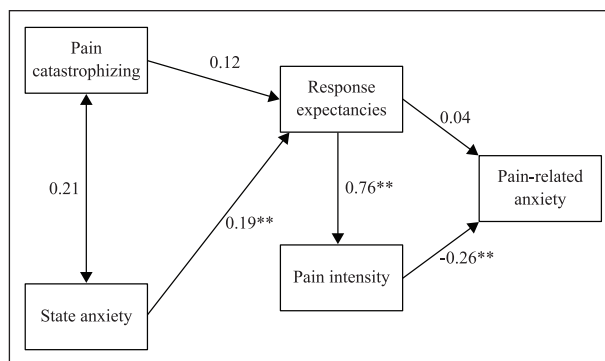 Pain
catastrophizing
0.12
Response
expectancies
0.04
Pain-related
anxiety
0.21
0.76**
0.19**
Pain intensity
-0.26**
State anxiety